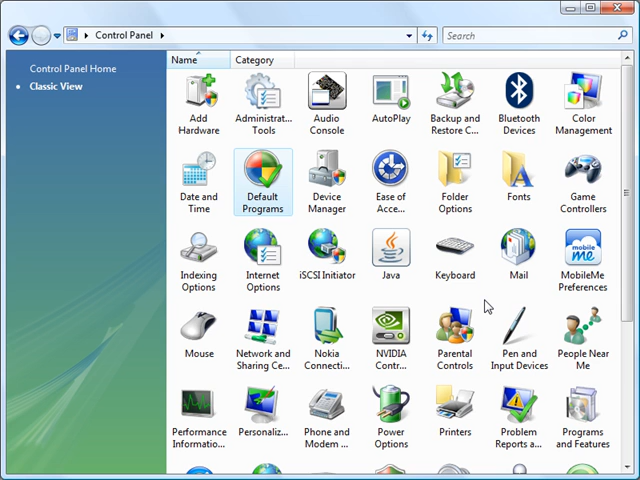 Control Panel
Search
Control Panel Home
Classic View
Name
Category
Add
Hardware
Administrat...
Tools
Audio
Console
AutoPlay
Backup and
Restore C...
Bluetooth
Devices
Color
Management
Date and
Time
Default
Programs
Device
Manager
Ease of
Acce...
Folder
Options
Fonts
Game
Controllers
Indexing
Options
Internet
Options
iSCSI Initiator
Java
Keyboard
Mail
mobile
me
MobileMe
Preferences
Mouse
Network and
Sharing Ce...
Nokia
Connecti...
NVIDIA
Contr...
Parental
Controls
Pen and
Input Devices
People Near
Me
Performance
Informatio...
Personaliz...
Phone and
Modem ...
Power
Options
Printers
Problem
Reports a...
Programs
and Features